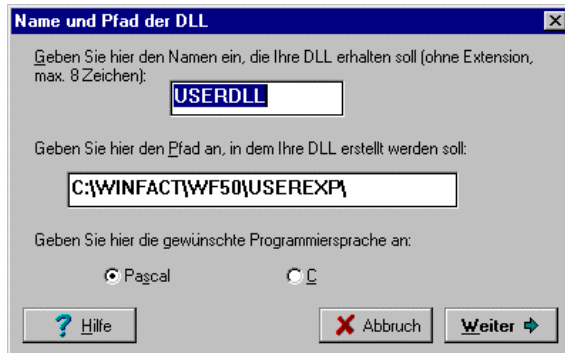 Name und Pfad der DLL
Geben Sie hier den Namen ein, die Ihre DLL erhalten soll (ohne Extension,
max. 8 Zeichen):
USERDLL
Geben Sie hier den Pfad an, in dem Ihre DLL erstellt werden soll:
C:\WINFACT\WF50\USEREXP\
Geben Sie hier die gewünschte Programmiersprache an:
Pascal C
? Hilfe Abbruch Weiter